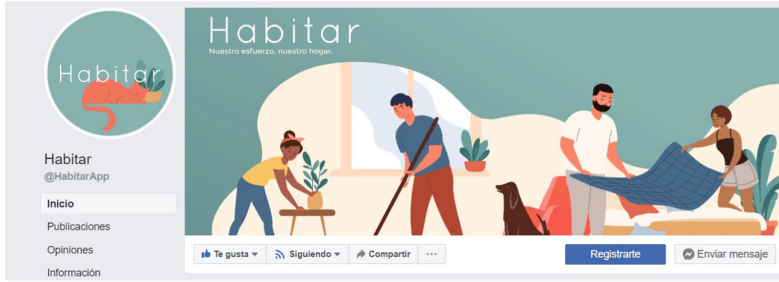 Habitar
Nuestro esfuerzo, nuestro hogar.
Habitar
Habitar
@HabitarApp
Inicio
Publicaciones
Opiniones
Información
Te gusta
Siguiendo
Compartir
...
Registrarte
Enviar mensaje